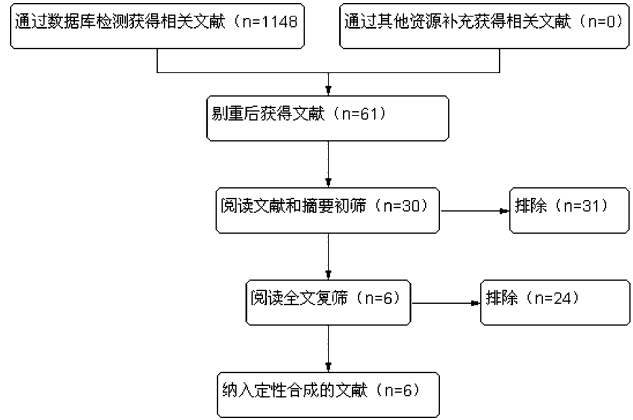 通过数据库检测获得相关文献（n=1148
通过其他资源补充获得相关文献（n=0）
剔重后获得文献（n=61）
阅读文献和摘要初筛（n=30）
排除（n=31）
阅读全文复筛（n=6）
排除（n=24）
纳入定性合成的文献（n=6）